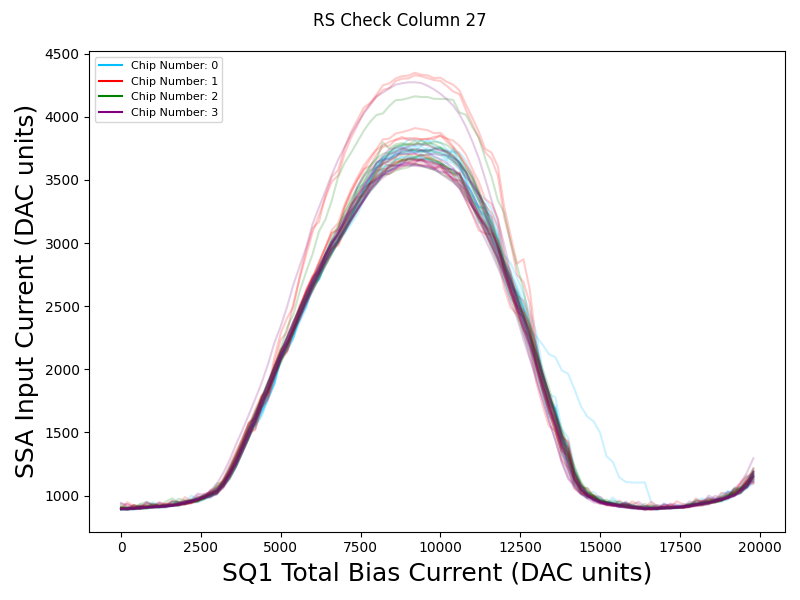 RS Check Column 27
4500
4000
3500
3000
2500
2000
1500
1000
SSA Input Current (DAC units)
Chip Number: 0
Chip Number: 1
Chip Number: 2
Chip Number: 3
0 2500 5000 7500 10000 12500 15000 17500 20000
SQ1 Total Bias Current (DAC units)